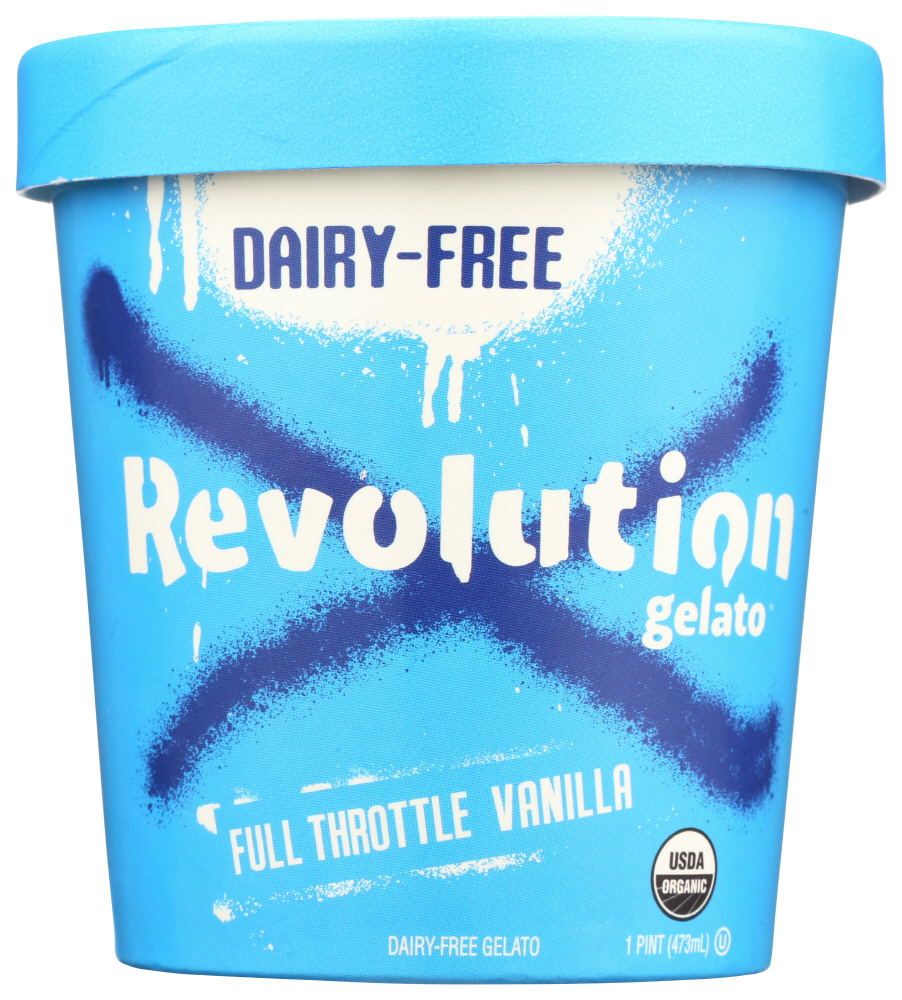 DAIRY-FREE
Revolution
gelato
FULL THROTTLE VANILLA
USDA
ORGANIC
DAIRY-FREE GELATO
1 PINT (473mL) U